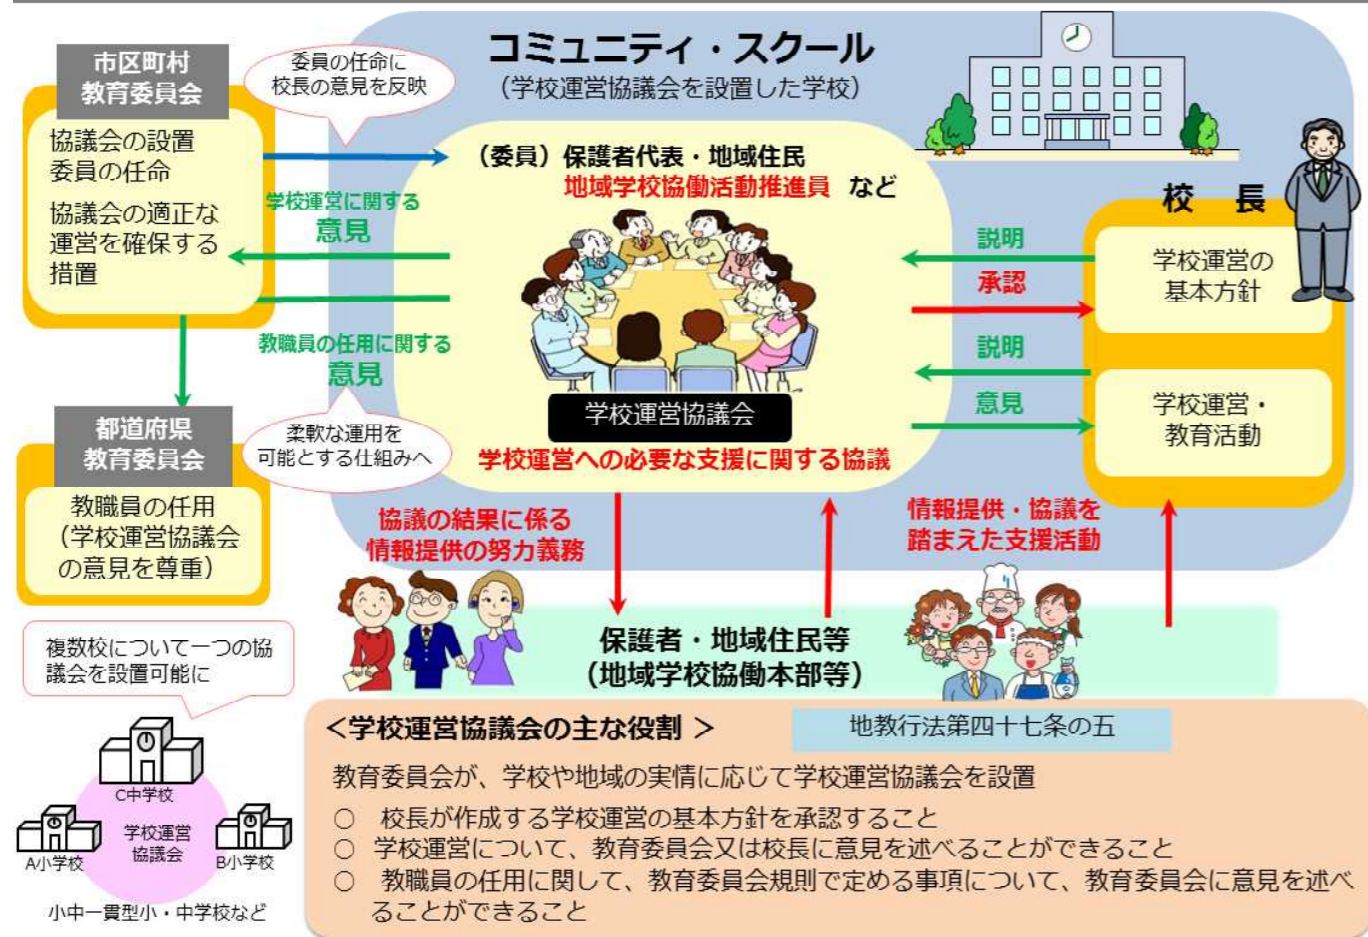 コミュニティ・スクール
（学校運営協議会を設置した学校）
市区町村
教育委員会
協議会の設置
委員の任命
協議会の適正な
運営を確保する
措置
委員の任命に
校長の意見を反映
（委員）保護者代表・地域住民
地域学校協働活動推進員 など
学校運営に関する
意見
教職員の任用に関する
意見
柔軟な運用を
可能とする仕組みへ
学校運営協議会
学校運営への必要な支援に関する協議
校 長
学校運営の
基本方針
説明
承認
説明
意見
学校運営・
教育活動
都道府県
教育委員会
教職員の任用
（学校運営協議会
の意見を尊重）
協議の結果に係る
情報提供の努力義務
情報提供・協議を
踏まえた支援活動
保護者・地域住民等
（地域学校協働本部等）
複数校について一つの協
議会を設置可能に
C中学校
A小学校
学校運営
協議会
B小学校
小中一貫型小・中学校など
＜学校運営協議会の主な役割 ＞
地教行法第四十七条の五
教育委員会が、学校や地域の実情に応じて学校運営協議会を設置
○ 校長が作成する学校運営の基本方針を承認すること
○ 学校運営について、教育委員会又は校長に意見を述べることができること
○ 教職員の任用に関して、教育委員会規則で定める事項について、教育委員会に意見を述べ
ることができること